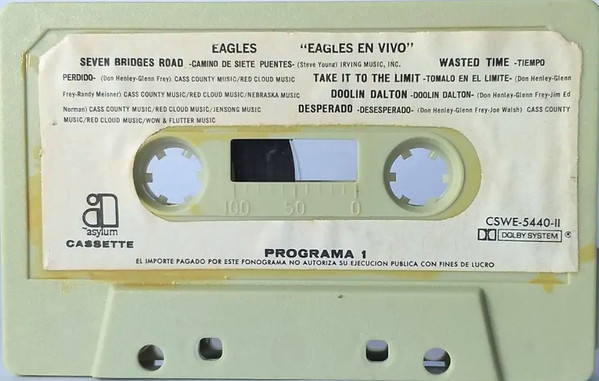 EAGLES "EAGLES EN VIVO"
SEVEN BRIDGES ROAD -CAMINO DE SIETE PUENTES- (Steve Young) IRVING MUSIC, INC. WASTED TIME -TIEMPO
PERDIDO- (Don Henley-Glenn Frey) CASS COUNTY MUSIC/RED CLOUD MUSIC TAKE IT TO THE LIMIT -TOMALO EN EL LIMITE- (Don Henley-Glenn
Frey-Randy Meisner) CASS COUNTY MUSIC/RED CLOUD MUSIC/NEBRASKA MUSIC DOOLIN DALTON -DOOLIN DALTON- (Don Henley-Glenn Frey-Jim Ed
Norman) CASS COUNTY MUSIC/RED CLOUD MUSIC/JENSONG MUSIC DESPERADO -DESESPERADO- (Don Henley-Glenn Frey-Joe Walsh) CASS COUNTY
MUSIC/RED CLOUD MUSIC/WOW & FLUTTER MUSIC
100 50 0
asylum
CASSETTE
CSWE-5440-II
DOLBY SYSTEM
PROGRAMA 1
EL IMPORTE PAGADO POR ESTE FONOGRAMA NO AUTORIZA SU EJECUCION PUBLICA CON FINES DE LUCRO